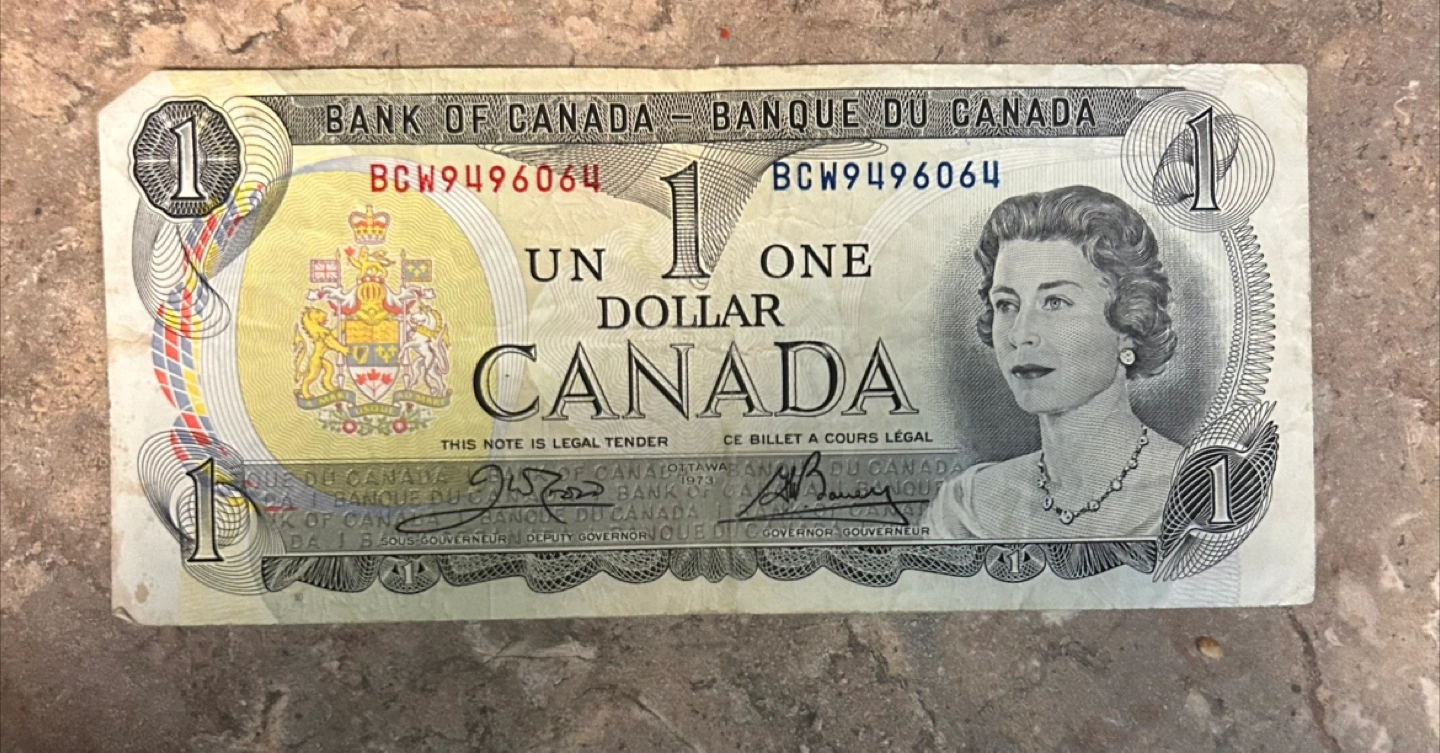 BANK OF CANADA – BANQUE DU CANADA
1 1
BCW9496064 BCW9496064
UN 1 ONE
DOLLAR
CANADA
THIS NOTE IS LEGAL TENDER CE BILLET A COURS LÉGAL
OTTAWA
1973
SOUS-GOUVERNEUR DEPUTY GOVERNOR GOVERNOR-GOUVERNEUR
1 1
1 1